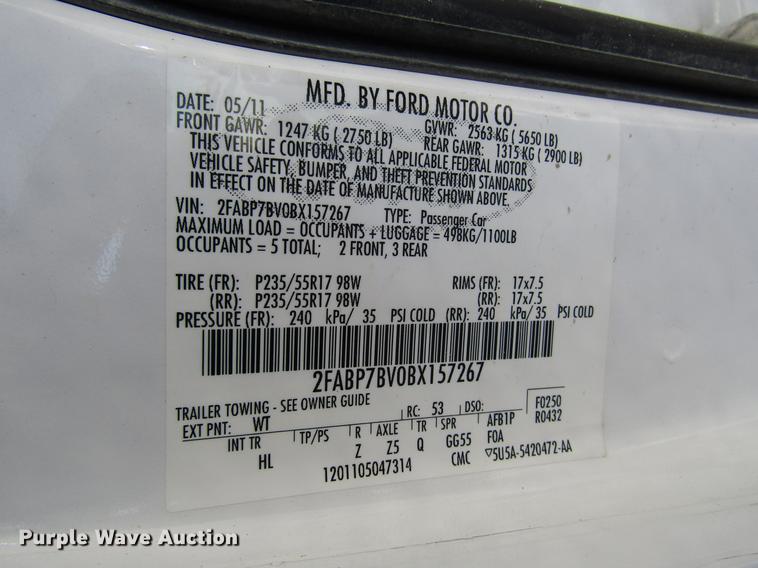 MFD. BY FORD MOTOR CO.
DATE: 05/11 GVWR: 2563 KG ( 5650 LB)
FRONT GAWR: 1247 KG ( 2750 LB) REAR GAWR: 1315 KG ( 2900 LB)
THIS VEHICLE CONFORMS TO ALL APPLICABLE FEDERAL MOTOR
VEHICLE SAFETY, BUMPER, AND THEFT PREVENTION STANDARDS
IN EFFECT ON THE DATE OF MANUFACTURE SHOWN ABOVE.
VIN: 2FABP7BV0BX157267 TYPE: Passenger Car
MAXIMUM LOAD = OCCUPANTS + LUGGAGE = 498KG/1100LB
OCCUPANTS = 5 TOTAL; 2 FRONT, 3 REAR
TIRE (FR): P235/55R17 98W RIMS (FR): 17x7.5
(RR): P235/55R17 98W (RR): 17x7.5
PRESSURE (FR): 240 kPa/ 35 PSI COLD (RR): 240 kPa/ 35 PSI COLD
2FABP7BV0BX157267
TRAILER TOWING - SEE OWNER GUIDE
EXT PNT: WT RC: 53 DSO: AFB1P F0250 R0432
INT TR TP/PS R AXLE TR SPR F0A
HL Z Z5 Q GG55
1201105047314 CMC ▽5U5A-5420472-AA
Purple Wave Auction